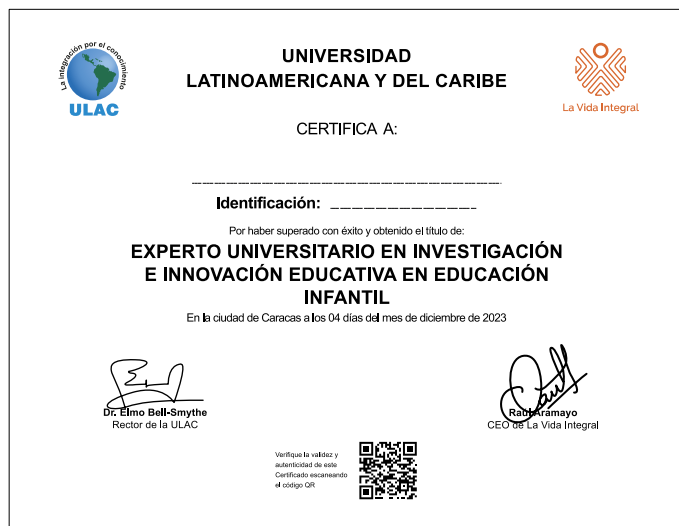 La integración por el conocimiento
ULAC
UNIVERSIDAD
LATINOAMERICANA Y DEL CARIBE
La Vida Integral
CERTIFICA A:
Identificación:
Por haber superado con éxito y obtenido el título de:
EXPERTO UNIVERSITARIO EN INVESTIGACIÓN
E INNOVACIÓN EDUCATIVA EN EDUCACIÓN
INFANTIL
En la ciudad de Caracas a los 04 días del mes de diciembre de 2023
Dr. Elmo Bell-Smythe
Rector de la ULAC
Raúl Aramayo
CEO de La Vida Integral
Verifique la validez y
autenticidad de este
Certificado escaneando
el código QR